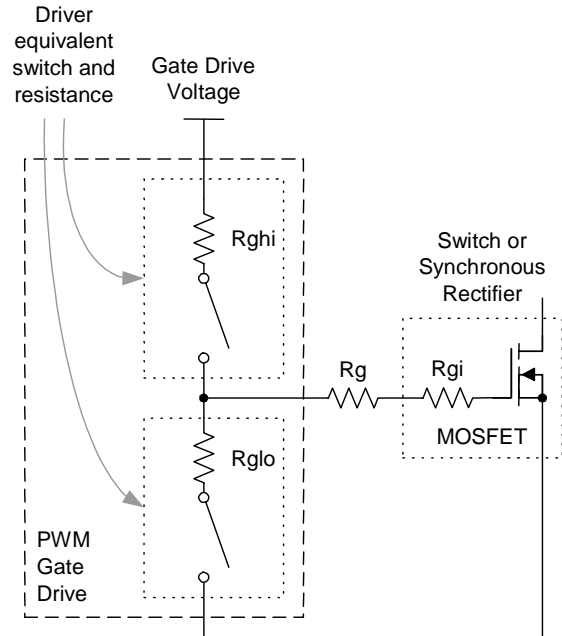 Driver
equivalent
switch and
resistance
Gate Drive
Voltage
Rghi
Switch or
Synchronous
Rectifier
Rg
Rgi
MOSFET
Rglo
PWM
Gate
Drive